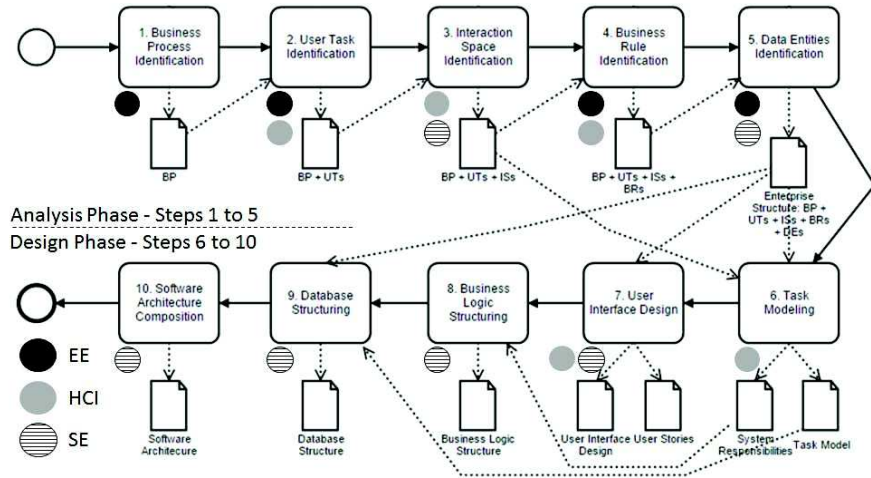 1. Business
Process
Identification
2. User Task
Identification
3. Interaction
Space
Identification
4. Business
Rule
Identification
5. Data Entities
Identification
BP
BP + UTs
BP + UTs + ISs
BP + UTs + ISs +
BRs
Enterprise
Structure: BP +
UTs + ISs + BRs
+ DEs
Analysis Phase - Steps 1 to 5
Design Phase - Steps 6 to 10
10. Software
Architecture
Composition
9. Database
Structuring
8. Business
Logic
Structuring
7. User
Interface Design
6. Task
Modeling
EE
HCI
SE
Software
Architecure
Database
Structure
Business Logic
Structure
User Interface
Design
User Stories
System
Responsibilities
Task Model